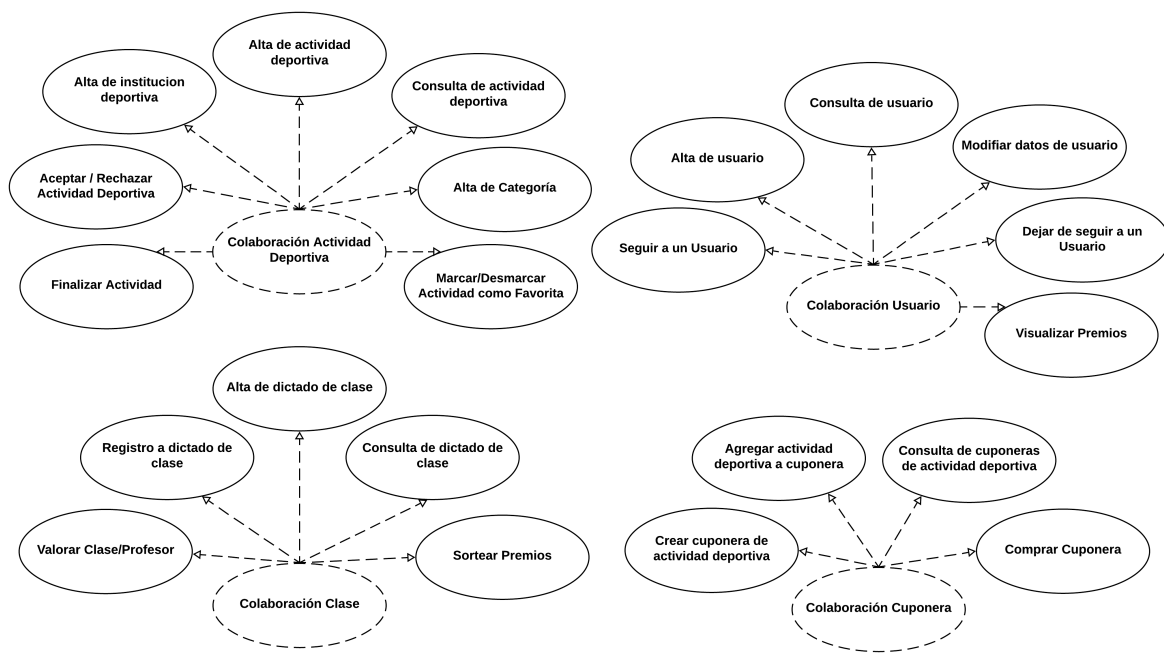 Alta de actividad
deportiva
Alta de institucion
deportiva
Consulta de actividad
deportiva
Aceptar / Rechazar
Actividad Deportiva
Alta de Categoría
Colaboración Actividad
Deportiva
Finalizar Actividad
Marcar/Desmarcar
Actividad como Favorita
Consulta de usuario
Alta de usuario
Modifiar datos de usuario
Seguir a un Usuario
Dejar de seguir a un
Usuario
Colaboración Usuario
Visualizar Premios
Alta de dictado de clase
Registro a dictado de
clase
Consulta de dictado de
clase
Valorar Clase/Profesor
Sortear Premios
Colaboración Clase
Agregar actividad
deportiva a cuponera
Consulta de cuponeras
de actividad deportiva
Crear cuponera de
actividad deportiva
Comprar Cuponera
Colaboración Cuponera